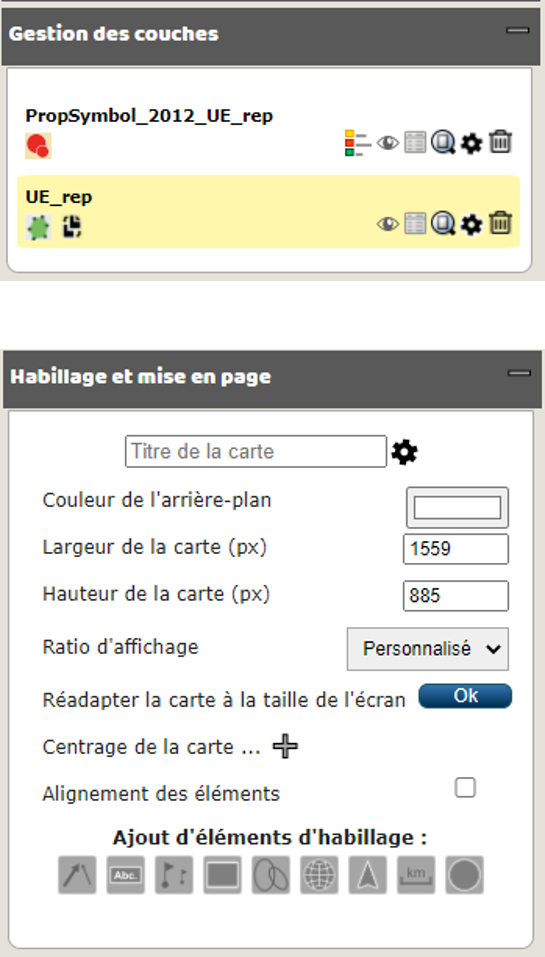 Gestion des couches
PropSymbol_2012_UE_rep
UE_rep
Habillage et mise en page
Titre de la carte
Couleur de l'arrière-plan
Largeur de la carte (px) 1559
Hauteur de la carte (px) 885
Ratio d'affichage Personnalisé
Réadapter la carte à la taille de l'écran Ok
Centrage de la carte ...
Alignement des éléments
Ajout d'éléments d'habillage :
Abc. km